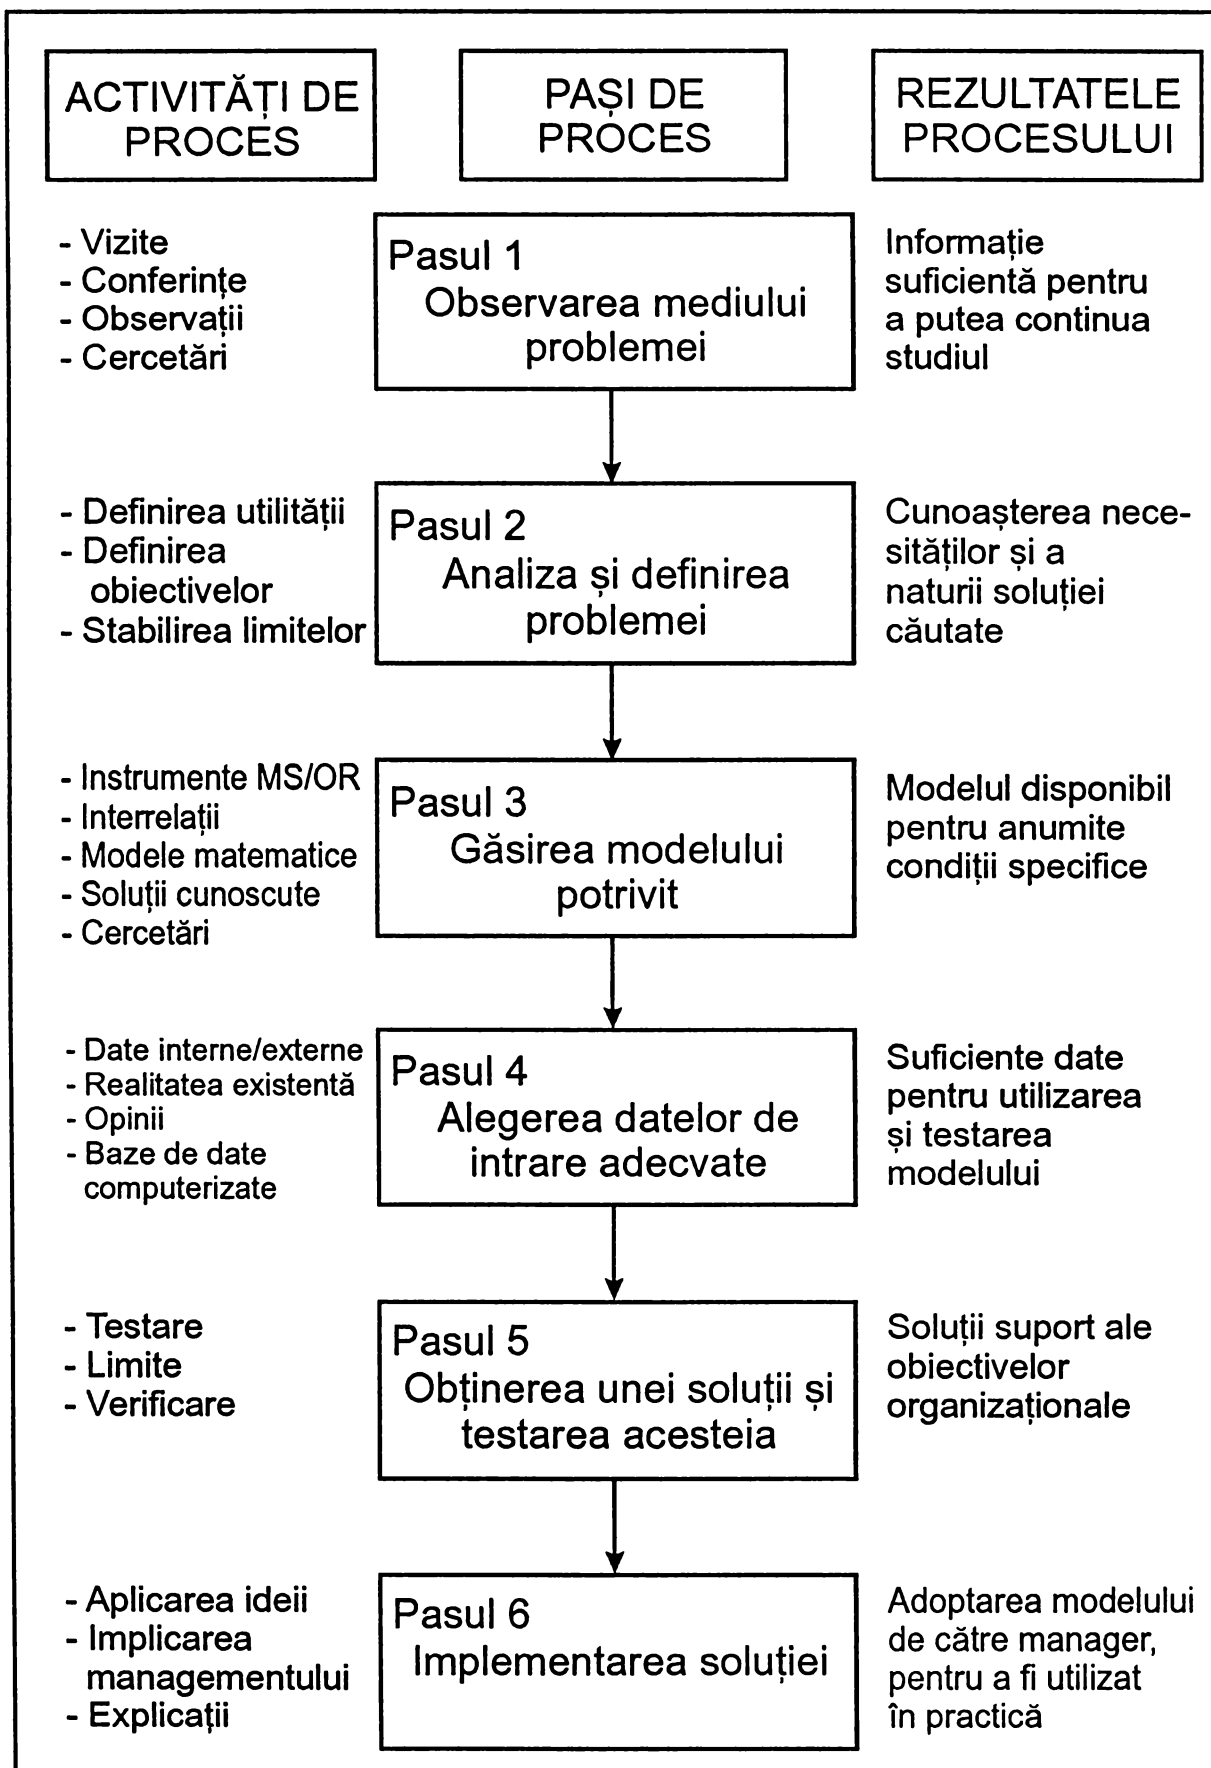 ACTIVITĂȚI DE
PROCES
PAȘI DE
PROCES
REZULTATELE
PROCESULUI
- Vizite
- Conferințe
- Observații
- Cercetări
Pasul 1
Observarea mediului
problemei
Informație
suficientă pentru
a putea continua
studiul
- Definirea utilității
- Definirea
obiectivelor
- Stabilirea limitelor
Pasul 2
Analiza și definirea
problemei
Cunoașterea nece-
sităților și a
naturii soluției
căutate
- Instrumente MS/OR
- Interrelații
- Modele matematice
- Soluții cunoscute
- Cercetări
Pasul 3
Găsirea modelului
potrivit
Modelul disponibil
pentru anumite
condiții specifice
- Date interne/externe
- Realitatea existentă
- Opinii
- Baze de date
computerizate
Pasul 4
Alegerea datelor de
intrare adecvate
Suficiente date
pentru utilizarea
și testarea
modelului
- Testare
- Limite
- Verificare
Pasul 5
Obținerea unei soluții și
testarea acesteia
Soluții suport ale
obiectivelor
organizaționale
- Aplicarea ideii
- Implicarea
managementului
- Explicații
Pasul 6
Implementarea soluției
Adoptarea modelului
de către manager,
pentru a fi utilizat
în practică